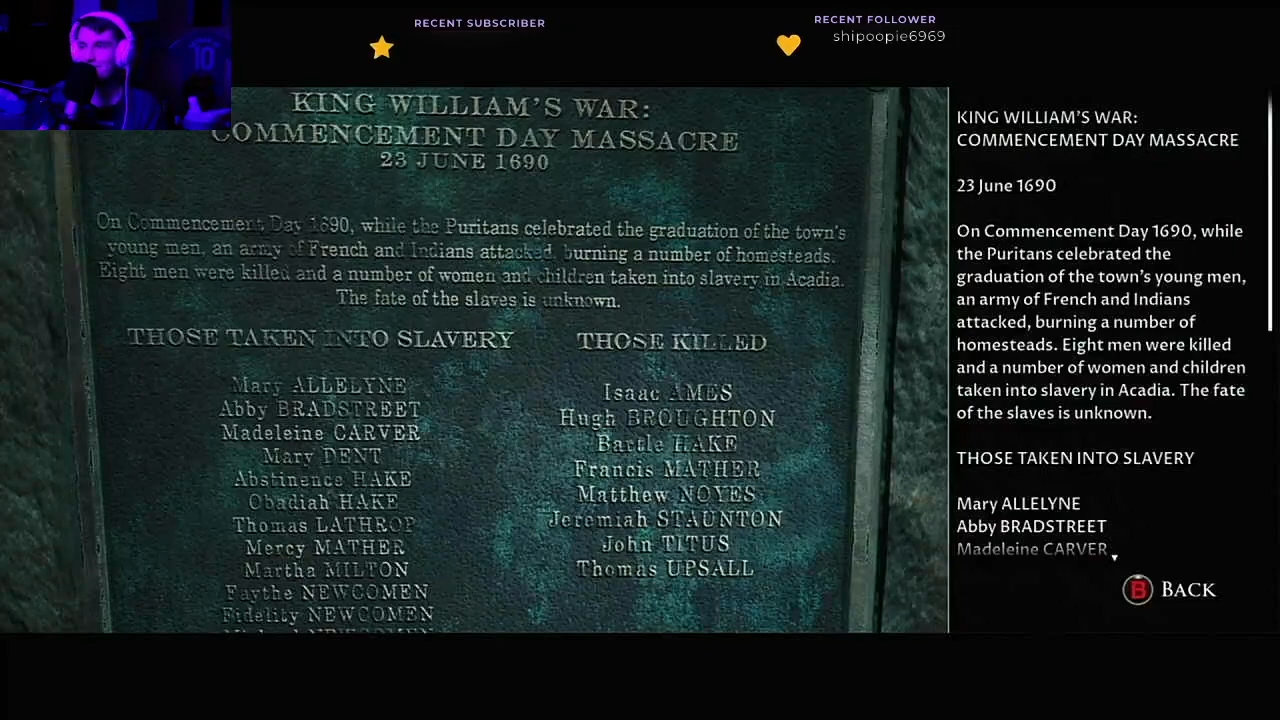 RECENT SUBSCRIBER
RECENT FOLLOWER
shipoopie6969
10
KING WILLIAM'S WAR:
COMMENCEMENT DAY MASSACRE
23 JUNE 1690
On Commencement Day 1690, while the Puritans celebrated the graduation of the town's
young men, an army of French and Indians attacked, burning a number of homesteads.
Eight men were killed and a number of women and children taken into slavery in Acadia.
The fate of the slaves is unknown.
THOSE TAKEN INTO SLAVERY
Mary ALLELYNE
Abby BRADSTREET
Madeleine CARVER
Mary DENT
Abstinence HAKE
Obadiah HAKE
Thomas LATHROP
Mercy MATHER
Martha MILTON
Faythe NEWCOMEN
Fidelity NEWCOMEN
THOSE KILLED
Isaac AMES
Hugh BROUGHTON
Bartle HAKE
Francis MATHER
Matthew NOYES
Jeremiah STAUNTON
John TITUS
Thomas UPSALL
KING WILLIAM'S WAR:
COMMENCEMENT DAY MASSACRE
23 June 1690
On Commencement Day 1690, while
the Puritans celebrated the
graduation of the town's young men,
an army of French and Indians
attacked, burning a number of
homesteads. Eight men were killed
and a number of women and children
taken into slavery in Acadia. The fate
of the slaves is unknown.
THOSE TAKEN INTO SLAVERY
Mary ALLELYNE
Abby BRADSTREET
Madeleine CARVER
B BACK